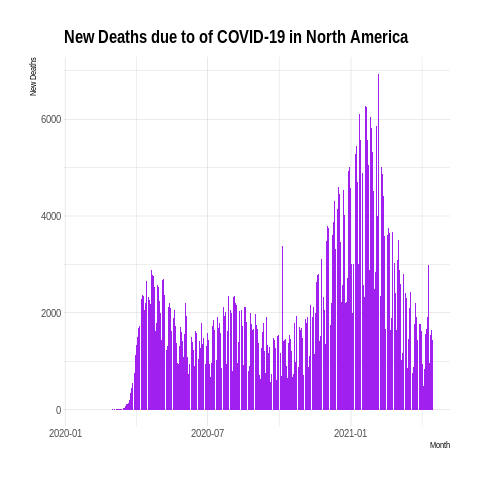 New Deaths due to of COVID-19 in North America
New Deaths
6000
4000
2000
0
2020-01
2020-07
2021-01
Month